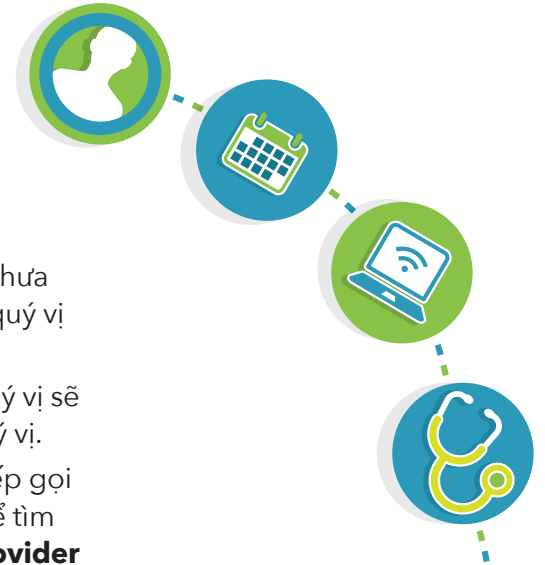 hưa
quý vị
ý vị sẽ
ý vị.
ếp gọi
ể tìm
ovider